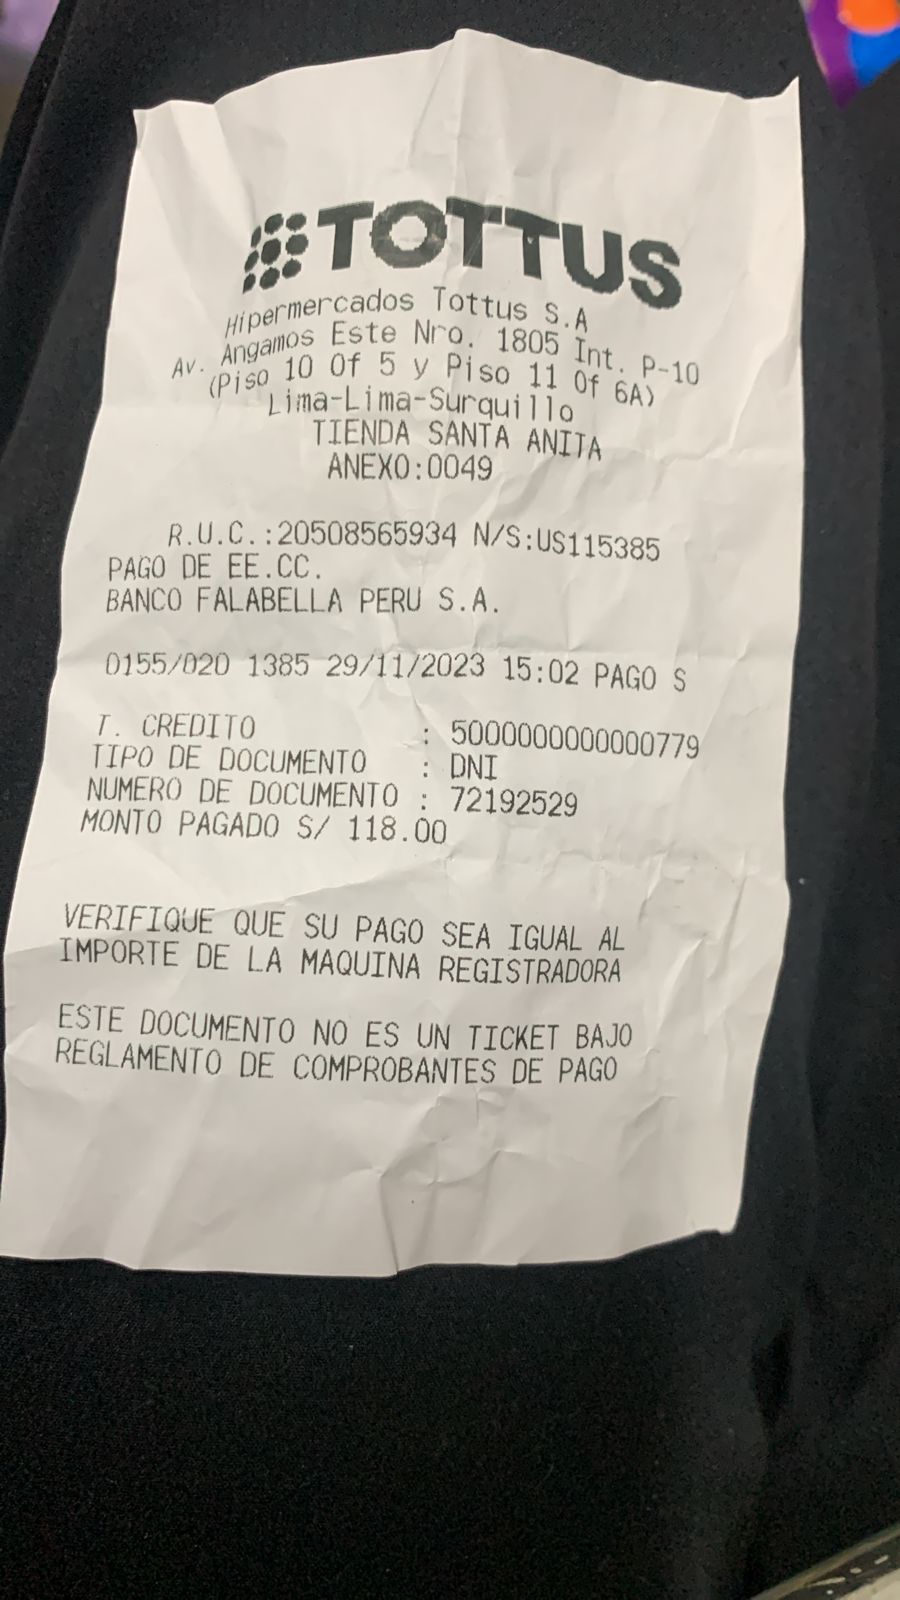 TOTTUS
Hipermercados Tottus S.A
Av. Angamos Este Nro. 1805 Int. P-10
(Piso 10 Of 5 y Piso 11 Of 6A)
Lima-Lima-Surquillo
TIENDA SANTA ANITA
ANEXO:0049
R.U.C.:20508565934 N/S:US115385
PAGO DE EE.CC.
BANCO FALABELLA PERU S.A.
0155/020 1385 29/11/2023 15:02 PAGO S
T. CREDITO : 5000000000000779
TIPO DE DOCUMENTO : DNI
NUMERO DE DOCUMENTO : 72192529
MONTO PAGADO S/ 118.00
VERIFIQUE QUE SU PAGO SEA IGUAL AL
IMPORTE DE LA MAQUINA REGISTRADORA
ESTE DOCUMENTO NO ES UN TICKET BAJO
REGLAMENTO DE COMPROBANTES DE PAGO